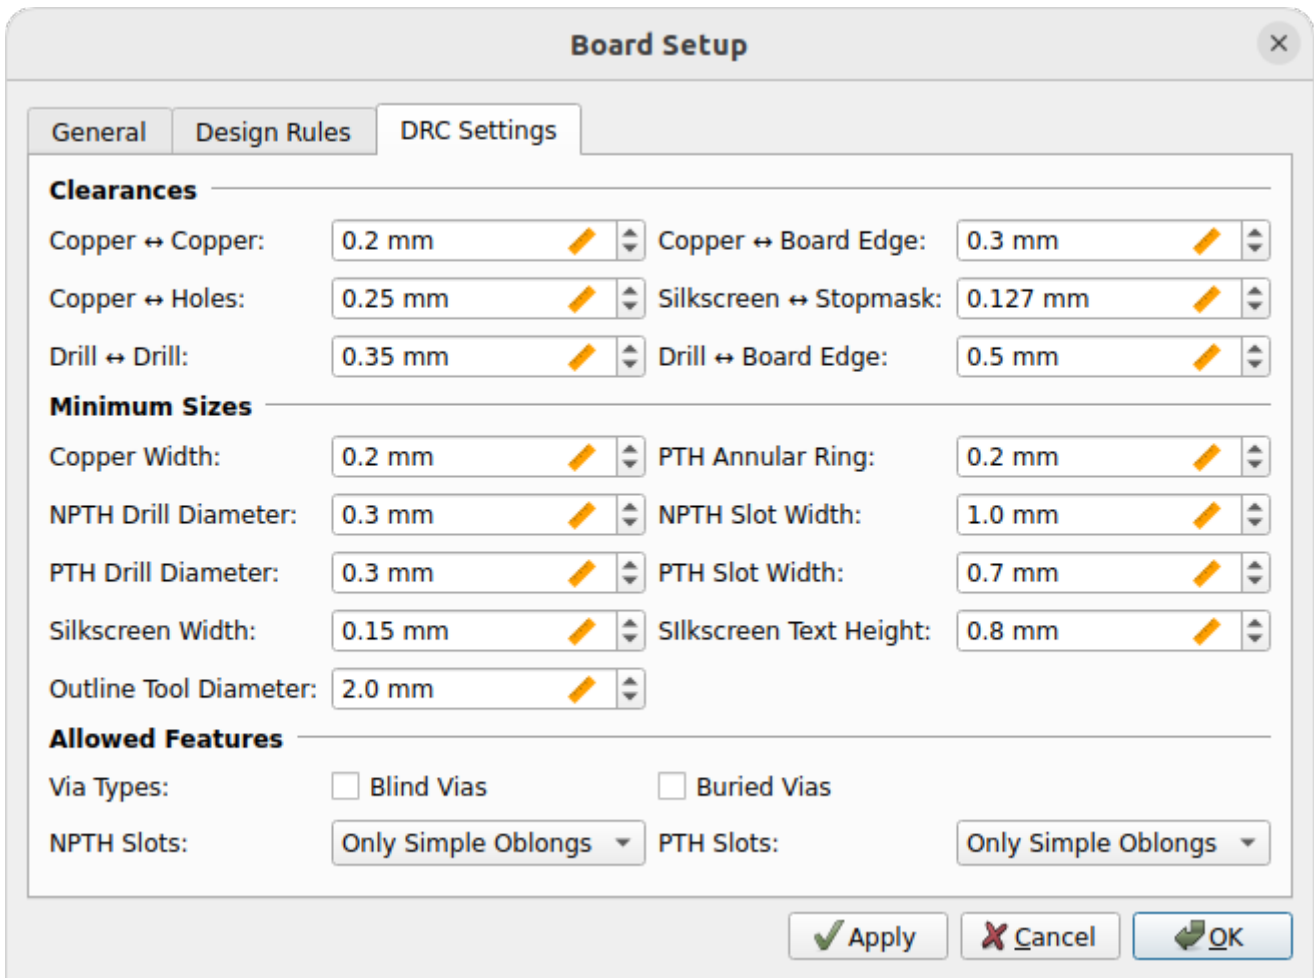 Board Setup
General Design Rules DRC Settings
Clearances
Copper ↔ Copper: 0.2 mm Copper ↔ Board Edge: 0.3 mm
Copper ↔ Holes: 0.25 mm Silkscreen ↔ Stopmask: 0.127 mm
Drill ↔ Drill: 0.35 mm Drill ↔ Board Edge: 0.5 mm
Minimum Sizes
Copper Width: 0.2 mm PTH Annular Ring: 0.2 mm
NPTH Drill Diameter: 0.3 mm NPTH Slot Width: 1.0 mm
PTH Drill Diameter: 0.3 mm PTH Slot Width: 0.7 mm
Silkscreen Width: 0.15 mm SIlkscreen Text Height: 0.8 mm
Outline Tool Diameter: 2.0 mm
Allowed Features
Via Types: Blind Vias Buried Vias
NPTH Slots: Only Simple Oblongs PTH Slots: Only Simple Oblongs
Apply Cancel OK